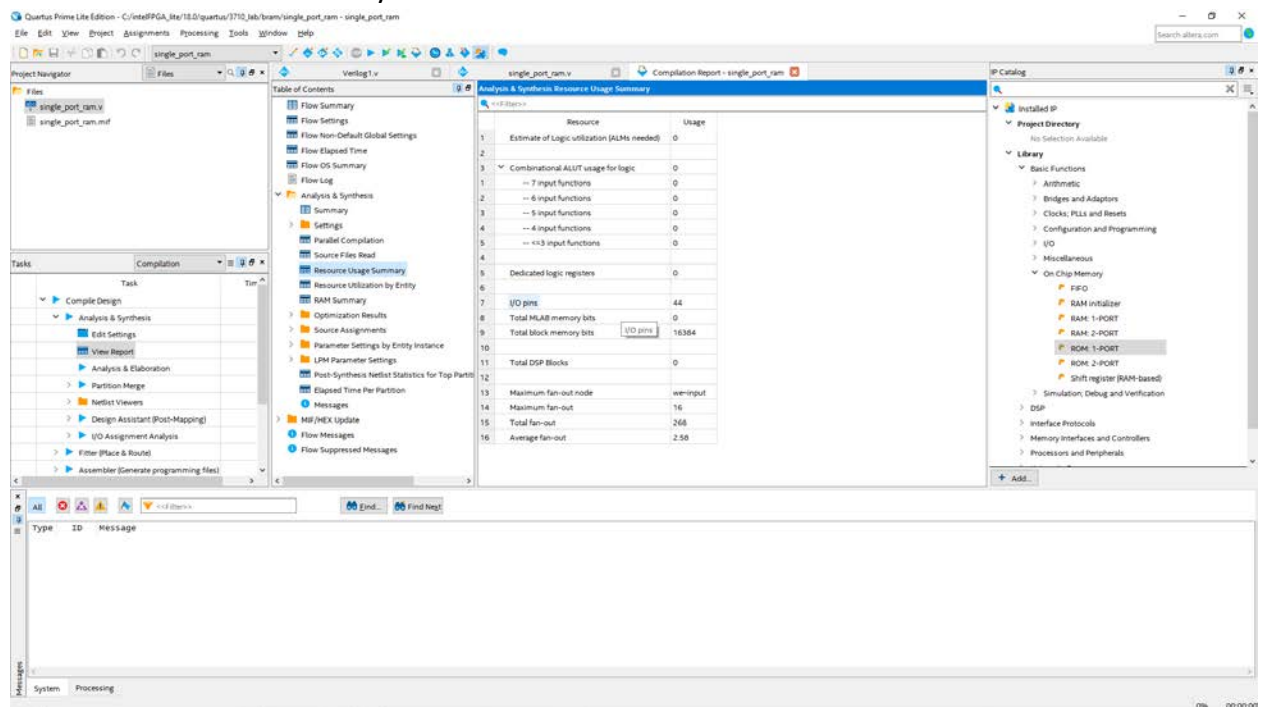 Quartus Prime Lite Edition - C:/intelFPGA_lite/18.0/quartus/3710_lab/bram/single_port_ram - single_port_ram
File Edit View Project Assignments Processing Tools Window Help
Search altera.com
single_port_ram
Project Navigator
Files
Files
single_port_ram.v
single_port_ram.mif
Tasks
Compilation
Task
Tim
Compile Design
Analysis & Synthesis
Edit Settings
View Report
Analysis & Elaboration
Partition Merge
Netlist Viewers
Design Assistant (Post-Mapping)
I/O Assignment Analysis
Fitter (Place & Route)
Assembler (Generate programming files)
Verilog1.v
single_port_ram.v
Compilation Report - single_port_ram
Table of Contents
Flow Summary
Flow Settings
Flow Non-Default Global Settings
Flow Elapsed Time
Flow OS Summary
Flow Log
Analysis & Synthesis
Summary
Settings
Parallel Compilation
Source Files Read
Resource Usage Summary
Resource Utilization by Entity
RAM Summary
Optimization Results
Source Assignments
Parameter Settings by Entity Instance
LPM Parameter Settings
Post-Synthesis Netlist Statistics for Top Partiti
Elapsed Time Per Partition
Messages
MIF/HEX Update
Flow Messages
Flow Suppressed Messages
Analysis & Synthesis Resource Usage Summary
<<Filter>>
Resource Usage
1 Estimate of Logic utilization (ALMs needed) 0
2
3 Combinational ALUT usage for logic 0
1 -- 7 input functions 0
2 -- 6 input functions 0
3 -- 5 input functions 0
4 -- 4 input functions 0
5 -- <=3 input functions 0
4
5 Dedicated logic registers 0
6
7 I/O pins 44
8 Total MLAB memory bits 0
9 Total block memory bits 16384
I/O pins
10
11 Total DSP Blocks 0
12
13 Maximum fan-out node we~input
14 Maximum fan-out 16
15 Total fan-out 268
16 Average fan-out 2.58
IP Catalog
Installed IP
Project Directory
No Selection Available
Library
Basic Functions
Arithmetic
Bridges and Adaptors
Clocks; PLLs and Resets
Configuration and Programming
I/O
Miscellaneous
On Chip Memory
FIFO
RAM initializer
RAM: 1-PORT
RAM: 2-PORT
ROM: 1-PORT
ROM: 2-PORT
Shift register (RAM-based)
Simulation; Debug and Verification
DSP
Interface Protocols
Memory Interfaces and Controllers
Processors and Peripherals
+ Add...
All
<<Filter>>
Find...
Find Next
Type ID Message
Messages
System Processing
0% 00:00:00